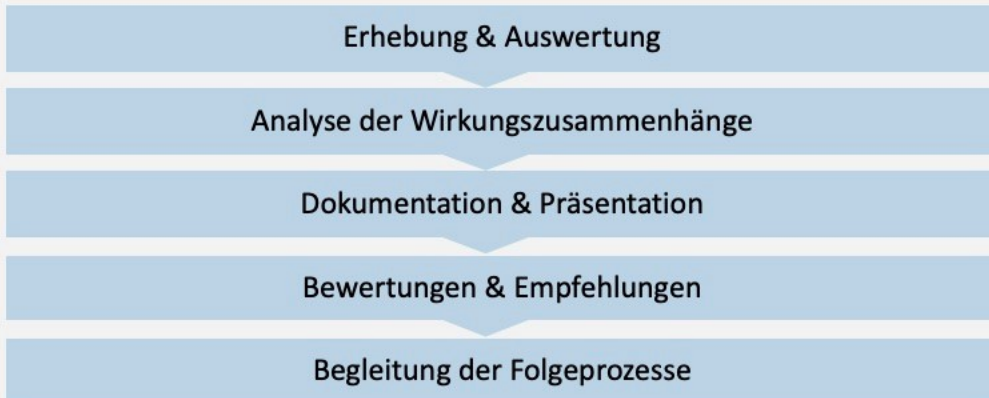 Erhebung & Auswertung
Analyse der Wirkungszusammenhänge
Dokumentation & Präsentation
Bewertungen & Empfehlungen
Begleitung der Folgeprozesse